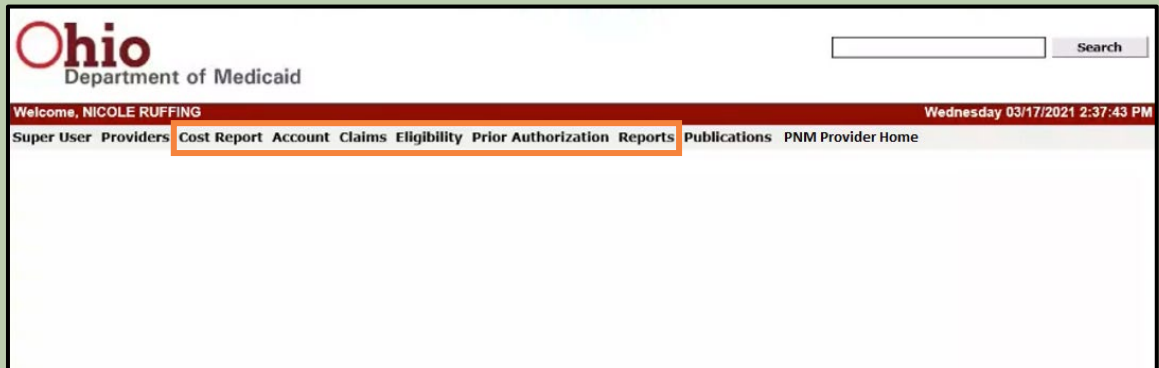 Ohio
Department of Medicaid
Search
Welcome, NICOLE RUFFING Wednesday 03/17/2021 2:37:43 PM
Super User Providers Cost Report Account Claims Eligibility Prior Authorization Reports Publications PNM Provider Home